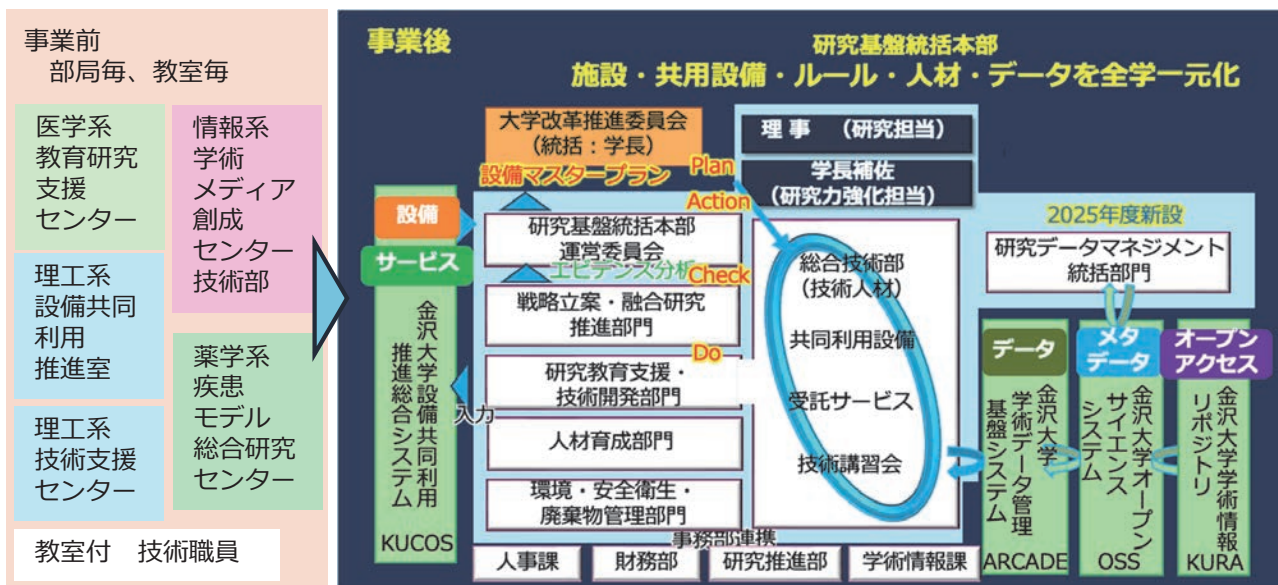 事業前
部局毎、教室毎
医学系
教育研究
支援
センター
情報系
学術
メディア
創成
センター
技術部
理工系
設備共同
利用
推進室
薬学系
疾患
モデル
総合研究
センター
理工系
技術支援
センター
教室付　技術職員
事業後
研究基盤統括本部
施設・共用設備・ルール・人材・データを全学一元化
大学改革推進委員会
（統括：学長）
設備マスタープラン
理事　（研究担当）
学長補佐
（研究力強化担当）
Plan
Action
Check
Do
設備
サービス
金沢大学設備共同利用
推進総合システム
KUCOS
入力
研究基盤統括本部
運営委員会
エビデンス分析
戦略立案・融合研究
推進部門
研究教育支援・
技術開発部門
人材育成部門
環境・安全衛生・
廃棄物管理部門
総合技術部
（技術人材）
共同利用設備
受託サービス
技術講習会
事務部連携
人事課
財務部
研究推進部
学術情報課
2025年度新設
研究データマネジメント
統括部門
データ
金沢大学
学術データ管理
基盤システム
ARCADE
メタ
データ
金沢大学オープン
サイエンス
システム
OSS
オープン
アクセス
金沢大学学術情報
リポジトリ
KURA